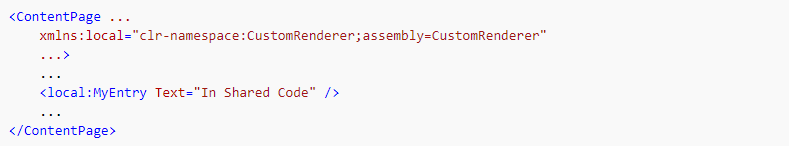 <ContentPage ...
    xmlns:local="clr-namespace:CustomRenderer;assembly=CustomRenderer"
    ...>
    ...
    <local:MyEntry Text="In Shared Code" />
    ...
</ContentPage>